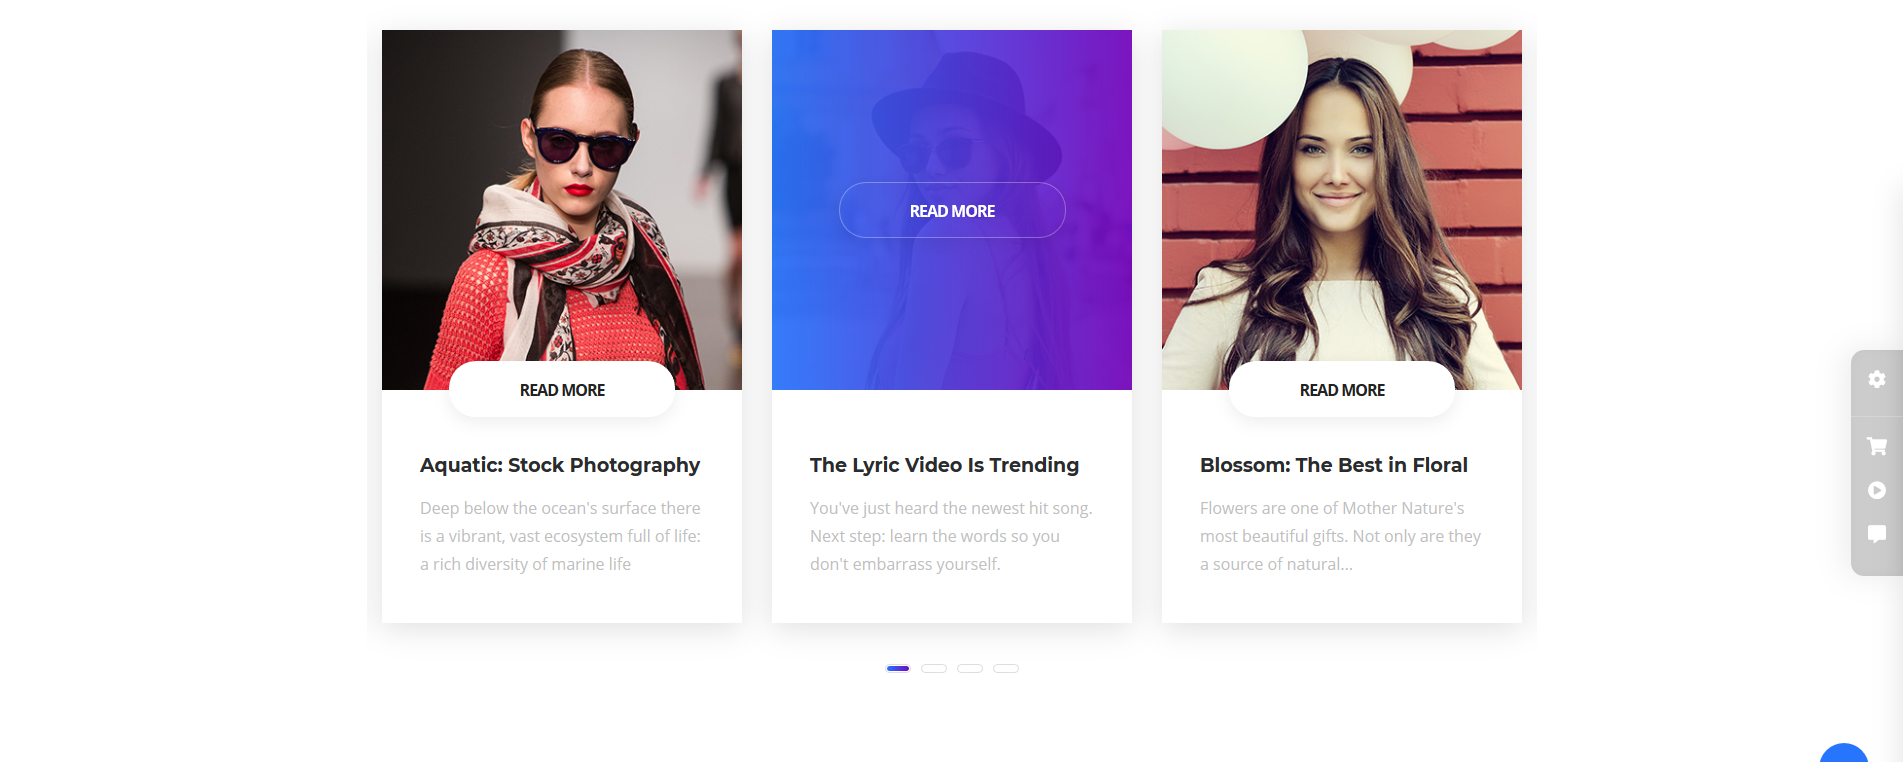 READ MORE
Aquatic: Stock Photography
Deep below the ocean's surface there
is a vibrant, vast ecosystem full of life:
a rich diversity of marine life
READ MORE
The Lyric Video Is Trending
You've just heard the newest hit song.
Next step: learn the words so you
don't embarrass yourself.
READ MORE
Blossom: The Best in Floral
Flowers are one of Mother Nature's
most beautiful gifts. Not only are they
a source of natural...